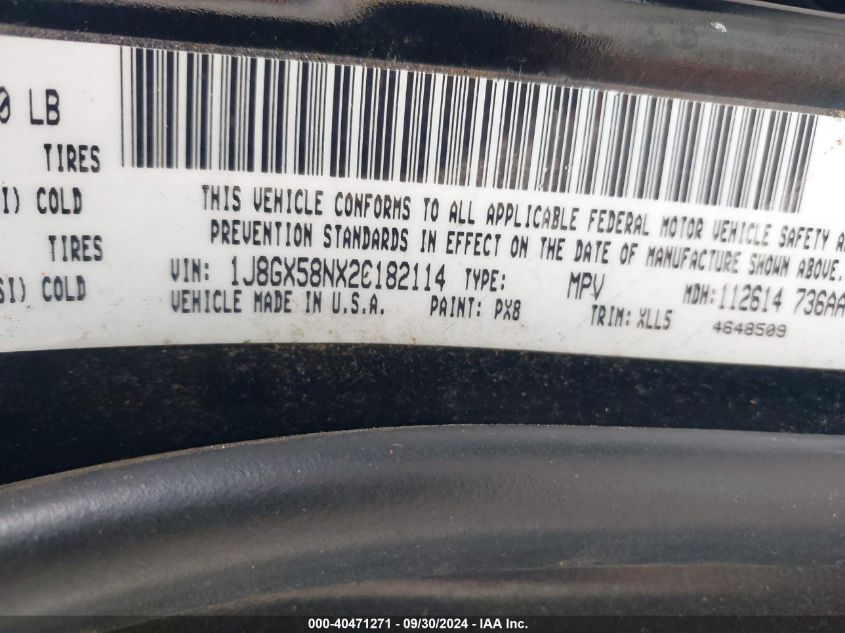 0 LB
TIRES
I) COLD
TIRES
SI) COLD
THIS VEHICLE CONFORMS TO ALL APPLICABLE FEDERAL MOTOR VEHICLE SAFETY A
PREVENTION STANDARDS IN EFFECT ON THE DATE OF MANUFACTURE SHOWN ABOVE.
VIN: 1J8GX58NX2C182114 TYPE: MPV MDH: 112614 736AA
VEHICLE MADE IN U.S.A. PAINT: PX8 TRIM: XLL5 4648509
000-40471271 - 09/30/2024 - IAA Inc.